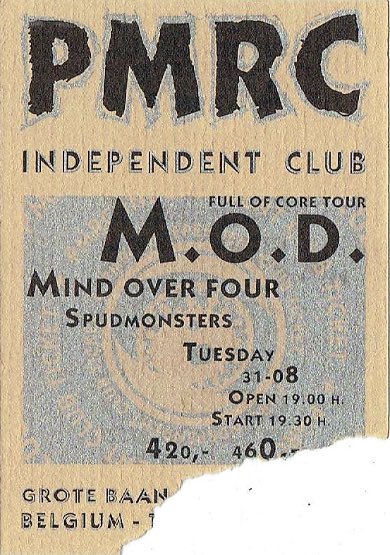 PMRC
INDEPENDENT CLUB
FULL OF CORE TOUR
M.O.D.
MIND OVER FOUR
SPUDMONSTERS
TUESDAY
31-08
OPEN 19.00 H.
START 19.30 H.
420,- 460,-
GROTE BAAN
BELGIUM -